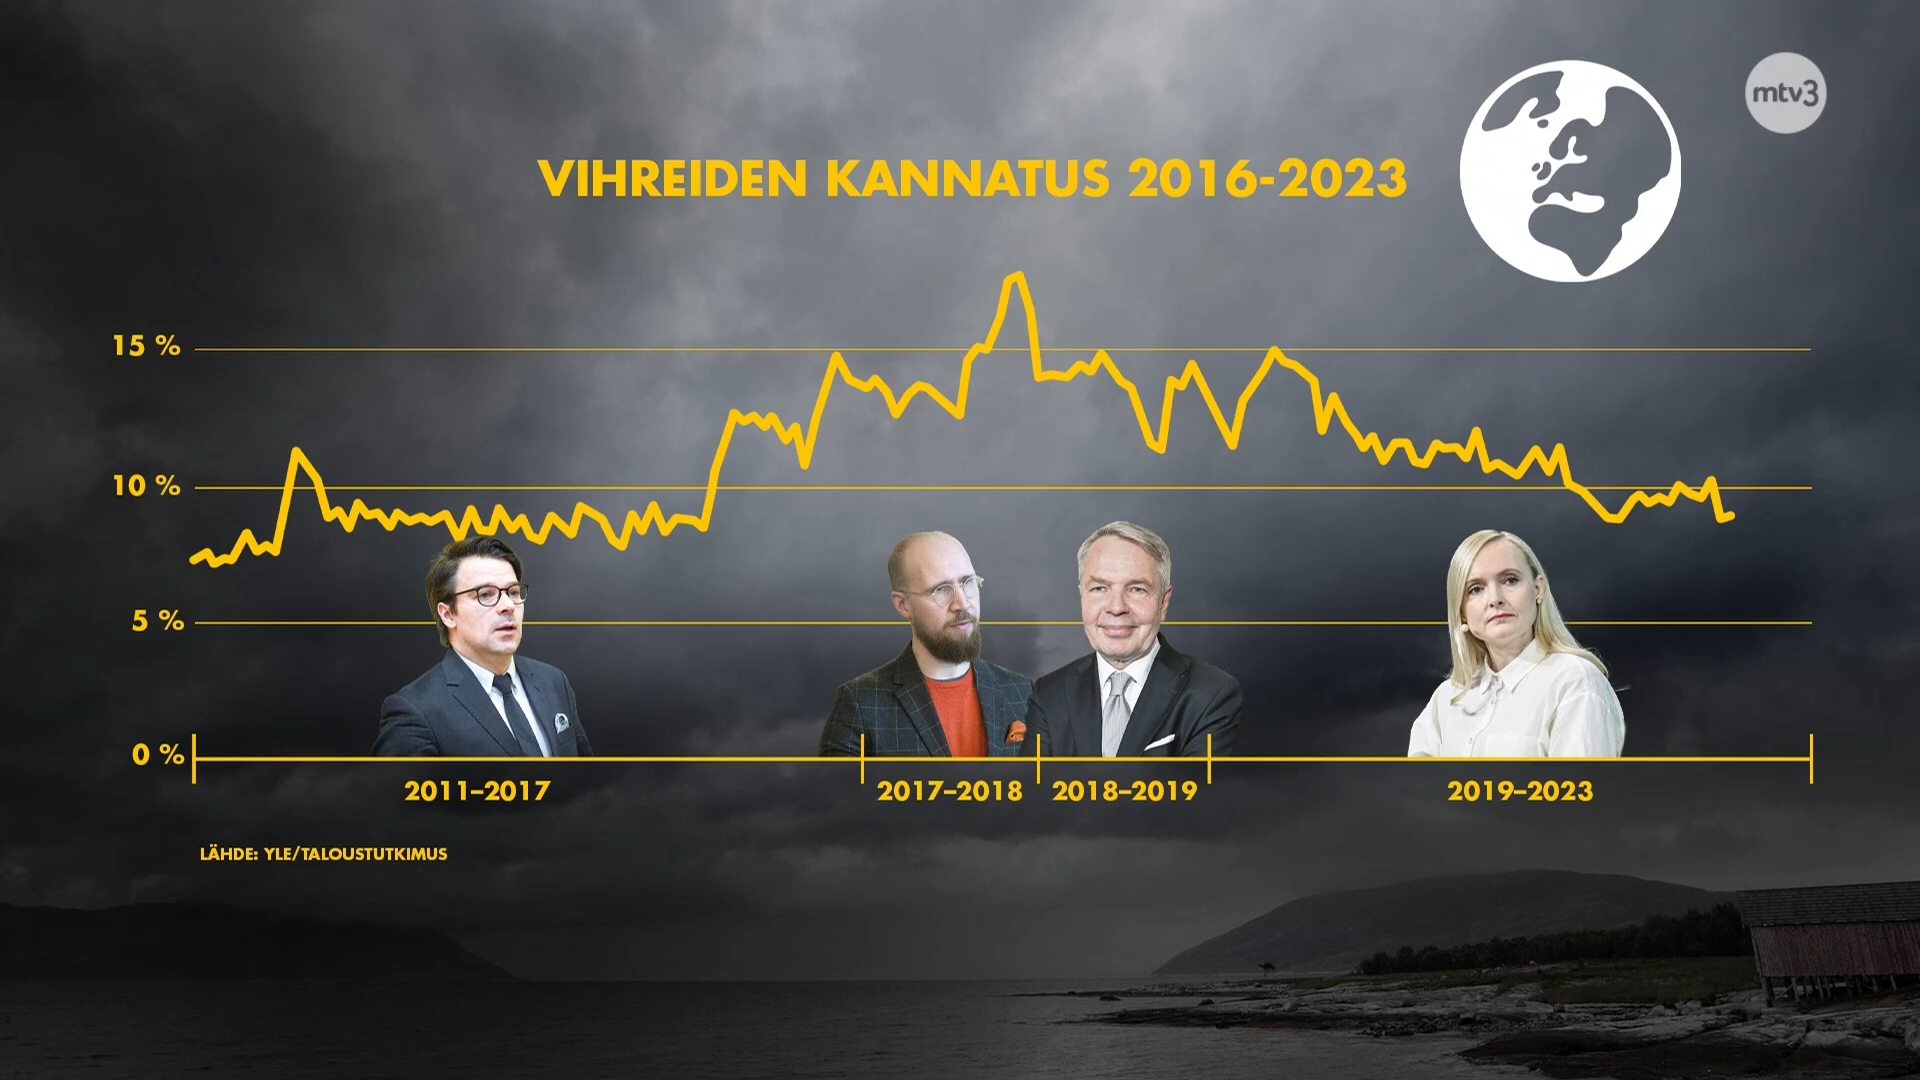 mtv3
VIHREIDEN KANNATUS 2016-2023
15 %
10 %
5 %
0 %
2011–2017
2017–2018
2018–2019
2019–2023
LÄHDE: YLE/TALOUSTUTKIMUS